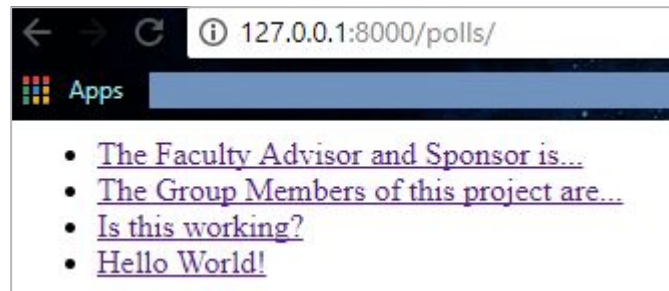 127.0.0.1:8000/polls/
Apps
The Faculty Advisor and Sponsor is...
The Group Members of this project are...
Is this working?
Hello World!